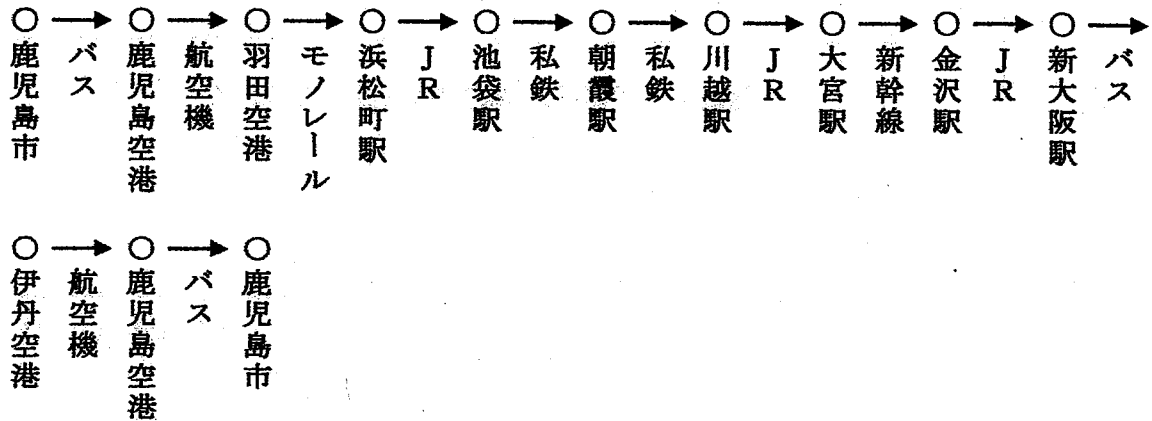 ○→○→○→○→○→○→○→○→○→○→
鹿児島市
バス
鹿児島空港
航空機
羽田空港
モノレール
浜松町駅
JR
池袋駅
私鉄
朝霞駅
私鉄
川越駅
JR
大宮駅
新幹線
金沢駅
JR
新大阪駅
バス
○→○→○
伊丹空港
航空機
鹿児島空港
バス
鹿児島市